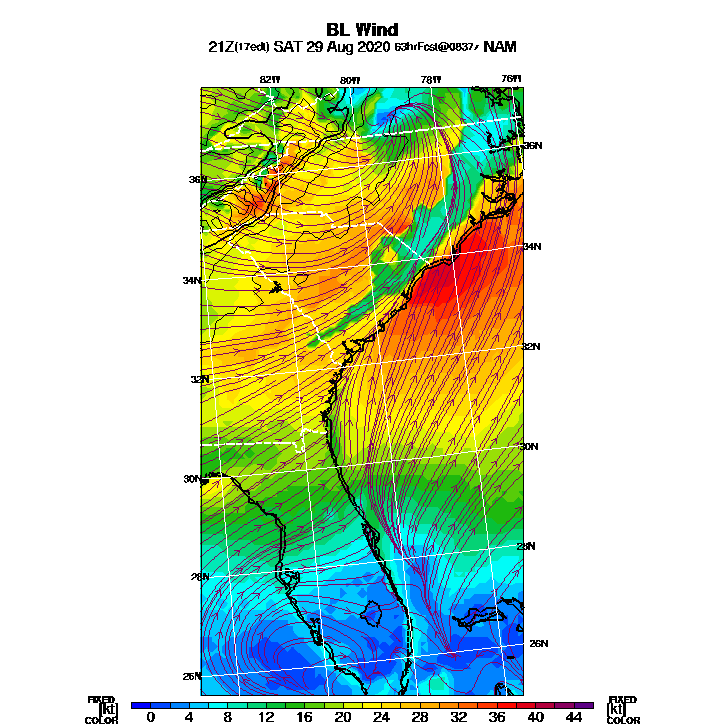 BL Wind
21Z(17edt) SAT 29 Aug 2020 63hrFcst@0837z NAM
82W 80W 78W 76W
36N
36N
34N
34N
32N
32N
30N
30N
28N
28N
26N
26N
FIXED FIXED
[kt] 0 4 8 12 16 20 24 28 32 36 40 44 [kt]
COLOR COLOR